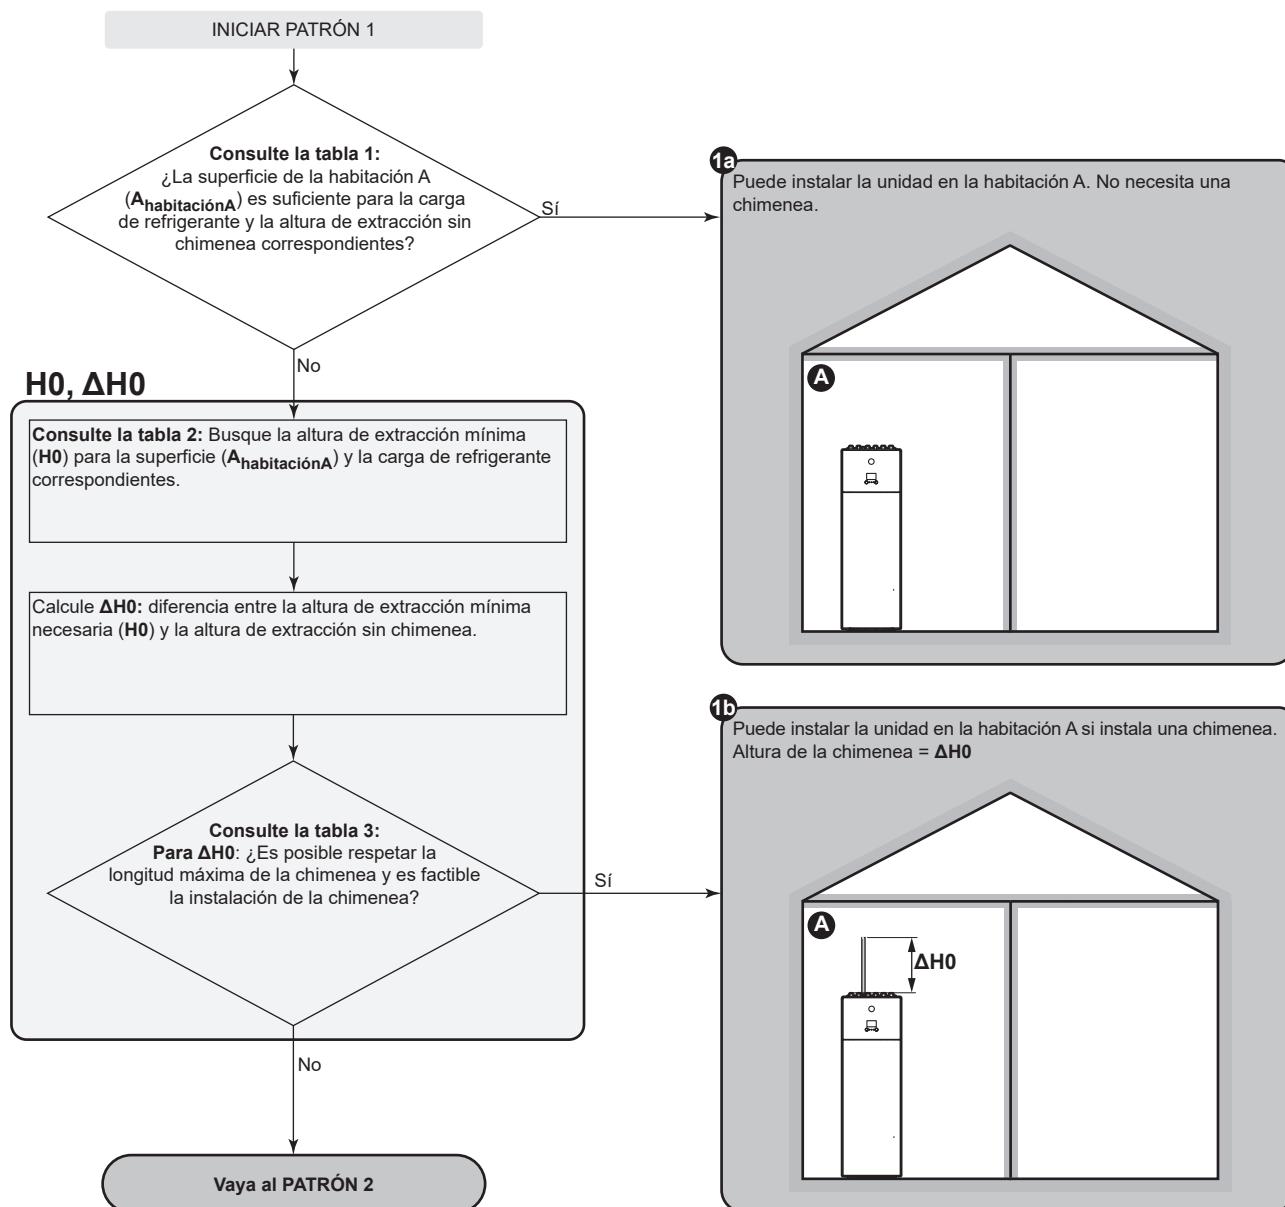 INICIAR PATRÓN 1
Consulte la tabla 1:
¿La superficie de la habitación A
(AhabitaciónA) es suficiente para la carga
de refrigerante y la altura de extracción sin
chimenea correspondientes?
Sí
No
1a
Puede instalar la unidad en la habitación A. No necesita una
chimenea.
A
H0, ΔH0
Consulte la tabla 2: Busque la altura de extracción mínima
(H0) para la superficie (AhabitaciónA) y la carga de refrigerante
correspondientes.
Calcule ΔH0: diferencia entre la altura de extracción mínima
necesaria (H0) y la altura de extracción sin chimenea.
Consulte la tabla 3:
Para ΔH0: ¿Es posible respetar la
longitud máxima de la chimenea y es factible
la instalación de la chimenea?
Sí
No
1b
Puede instalar la unidad en la habitación A si instala una chimenea.
Altura de la chimenea = ΔH0
A
ΔH0
Vaya al PATRÓN 2